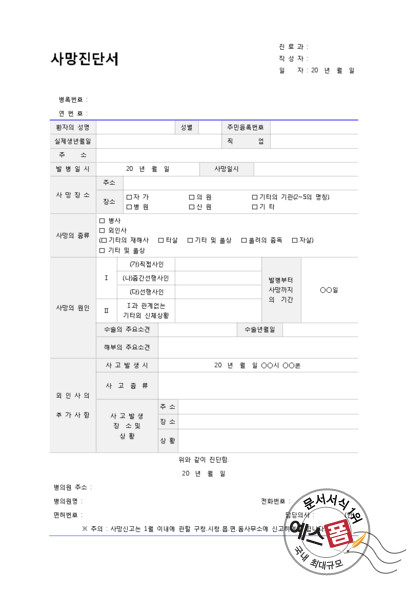 진 료 과 :
사망진단서
작 성 자 :
일 자 : 20 년 월 일
병록번호 :
연 번 호 :
환자의 성명 성별 주민등록번호
실제생년월일 직 업
주 소
발 병 일 시 20 년 월 일 사망일시
사 망 장 소 주소
장소 □자 가 □의 원 □기타의 기관(2~5의 명칭)
□병 원 □산 원 □기 타
사망의 종류 □ 병사
□ 외인사
(□기타의 재해사 □타살 □기타 및 불상 □불려의 중독 □자살)
□ 기타 및 불상
사망의 원인 Ⅰ (가)직접사인 발병부터 사망까지 의 기간 ○○일
(나)중간선행사인
(다)선행사인
Ⅱ Ⅰ과 관계없는 기타의 신체상황
수술의 주요소견 수술년월일
해부의 주요소견
외 인 사 의 추 가 사 항 사 고 발 생 시 20 년 월 일 ○○시 ○○분
사 고 종 류
사 고 발 생 장 소 및 상 황 주 소
장 소
상 황
위와 같이 진단함.
20 년 월 일
병의원 주소 :
병의원명 : 전화번호 :
면허번호 : 담당의사
※ 주의 : 사망신고는 1월 이내에 관할 구청.시청.읍.면.동사무소에 신고
문서서식 1위
예스폼
국내 최대규모